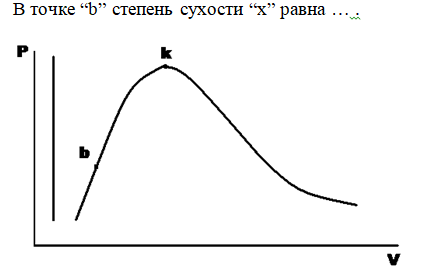 В точке “b” степень сухости “х” равна … .
P
k
b
V